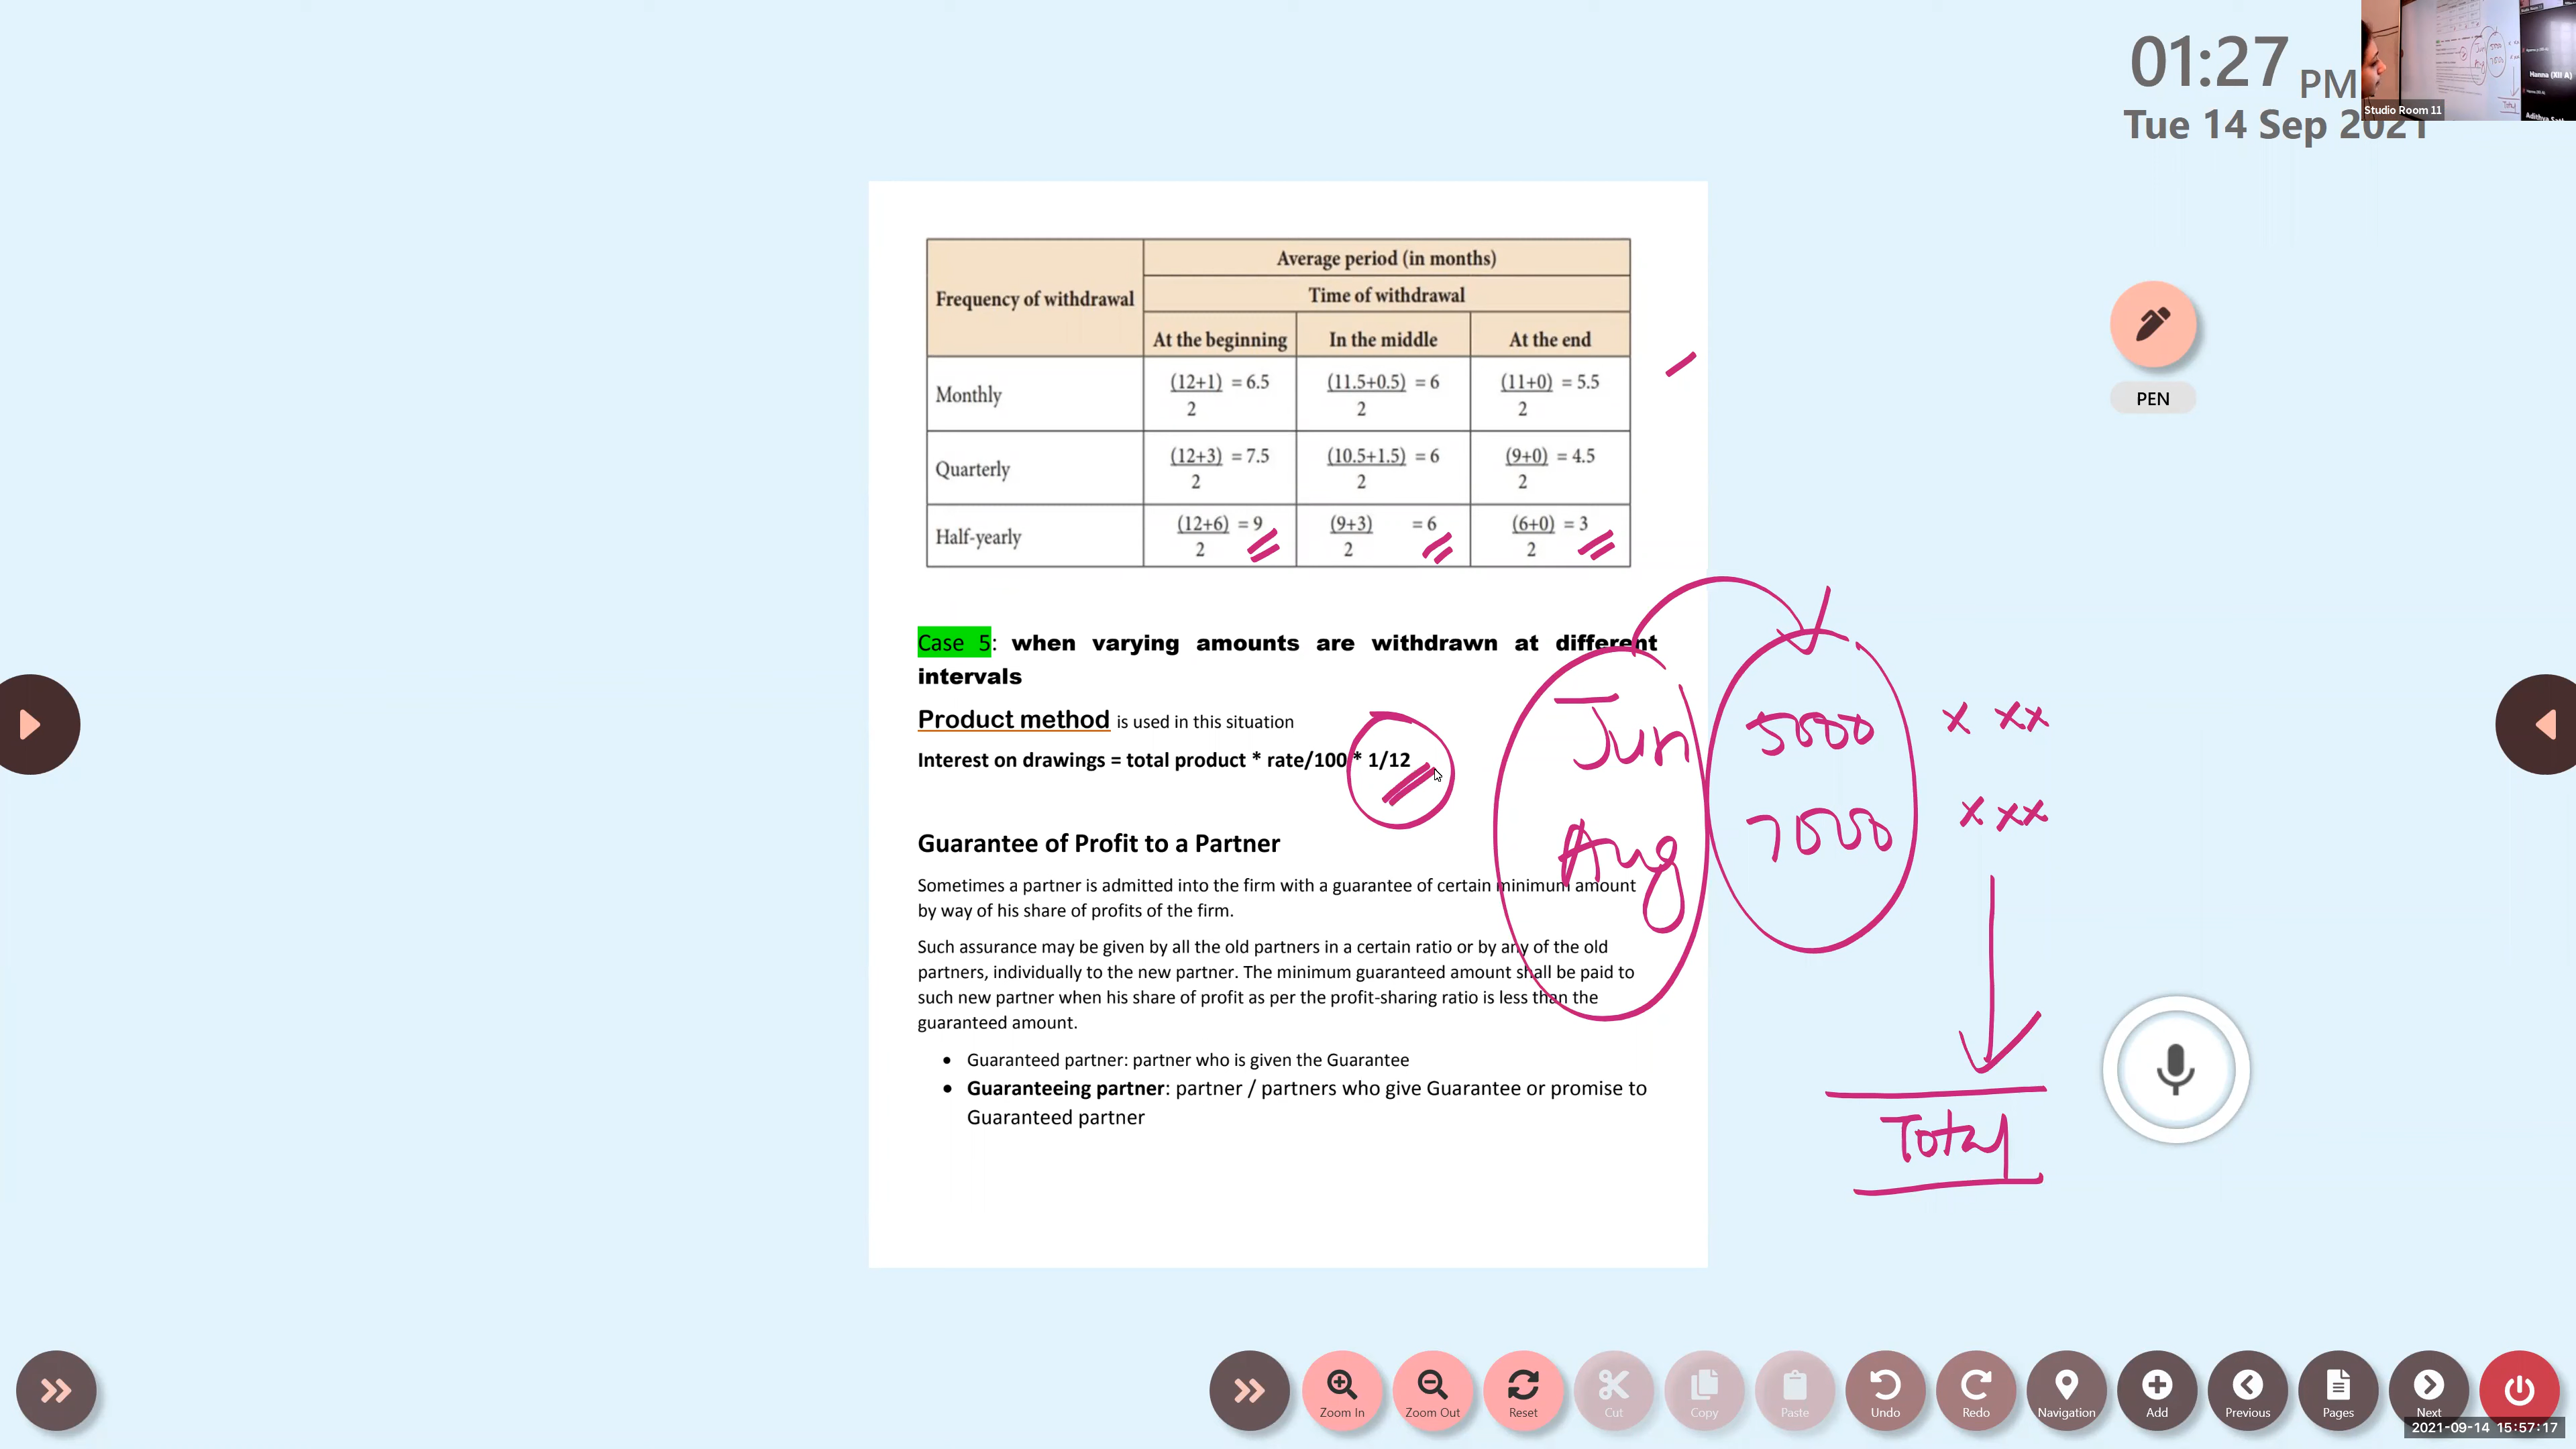 01:27 PM
Tue 14 Sep 2021
Studio Room 11
Hanna (XII A)
Frequency of withdrawal
Average period (in months)
Time of withdrawal
At the beginning In the middle At the end
Monthly (12+1) = 6.5 (11.5+0.5) = 6 (11+0) = 5.5
2 2 2
Quarterly (12+3) = 7.5 (10.5+1.5) = 6 (9+0) = 4.5
2 2 2
Half-yearly (12+6) = 9 (9+3) = 6 (6+0) = 3
2 2 2
PEN
Case 5: when varying amounts are withdrawn at different
intervals
Product method is used in this situation
Interest on drawings = total product * rate/100 * 1/12
Jun 5000 x xx
Aug 7000 xxx
Total
Guarantee of Profit to a Partner
Sometimes a partner is admitted into the firm with a guarantee of certain minimum amount
by way of his share of profits of the firm.
Such assurance may be given by all the old partners in a certain ratio or by any of the old
partners, individually to the new partner. The minimum guaranteed amount shall be paid to
such new partner when his share of profit as per the profit-sharing ratio is less than the
guaranteed amount.
• Guaranteed partner: partner who is given the Guarantee
• Guaranteeing partner: partner / partners who give Guarantee or promise to
Guaranteed partner
Zoom In Zoom Out Reset Cut Copy Paste Undo Redo Navigation Add Previous Pages Next
2021-09-14 15:57:17